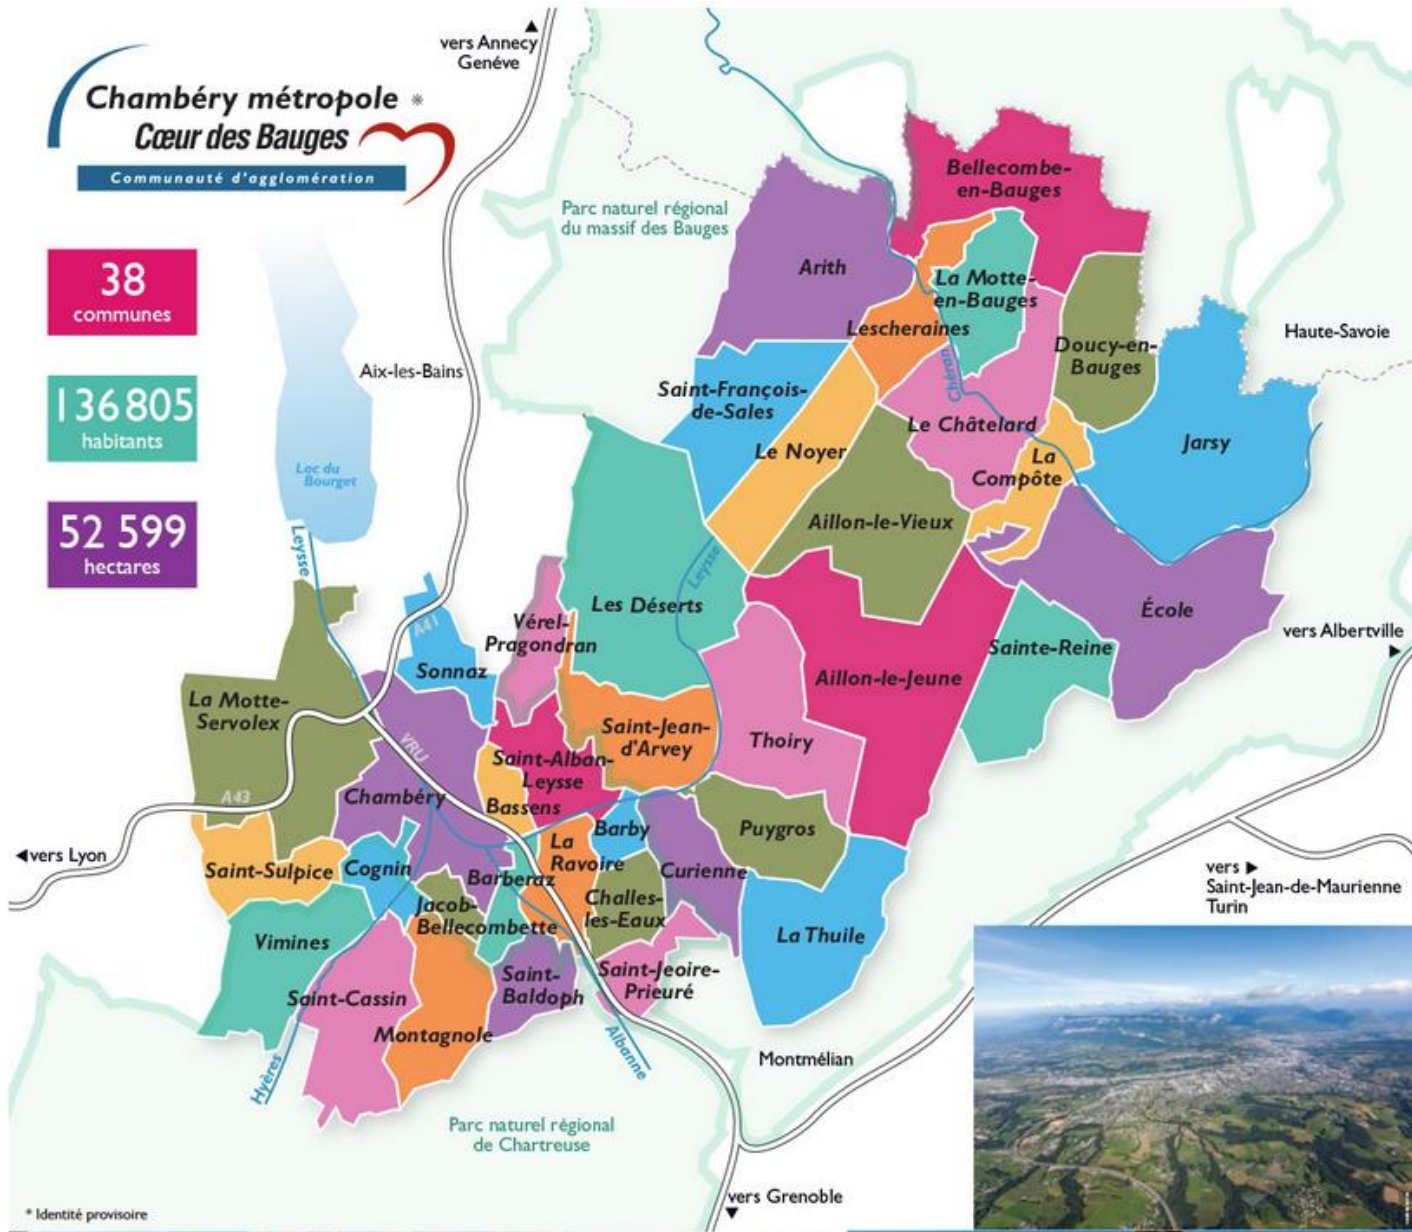 vers Annecy
Genéve
Chambéry métropole *
Cœur des Bauges
Communauté d'agglomération
38
communes
136 805
habitants
52 599
hectares
Parc naturel régional
du massif des Bauges
Bellecombe-
en-Bauges
Arith
La Motte-
en-Bauges
Lescheraines
Haute-Savoie
Doucy-en-
Bauges
Aix-les-Bains
Chéran
Saint-François-
de-Sales
Le Châtelard
Jarsy
Le Noyer
La
Compôte
Lac du
Bourget
Aillon-le-Vieux
Leysse
Leysse
Les Déserts
École
A41
Vérel-
Pragondran
vers Albertville
Sainte-Reine
Sonnaz
Aillon-le-Jeune
La Motte-
Servolex
Saint-Jean-
d'Arvey
Thoiry
VRU
Saint-Alban-
Leysse
A43
Chambéry
Bassens
Barby
Puygros
La
Ravoire
vers Lyon
Saint-Sulpice
Cognin
Curienne
vers
Saint-Jean-de-Maurienne
Turin
Barberaz
Challes-
les-Eaux
Jacob-
Bellecombette
Vimines
La Thuile
Saint-
Baldoph
Saint-Jeoire-
Prieuré
Saint-Cassin
Montagnole
Albanne
Hyères
Montmélian
Parc naturel régional
de Chartreuse
vers Grenoble
* Identité provisoire